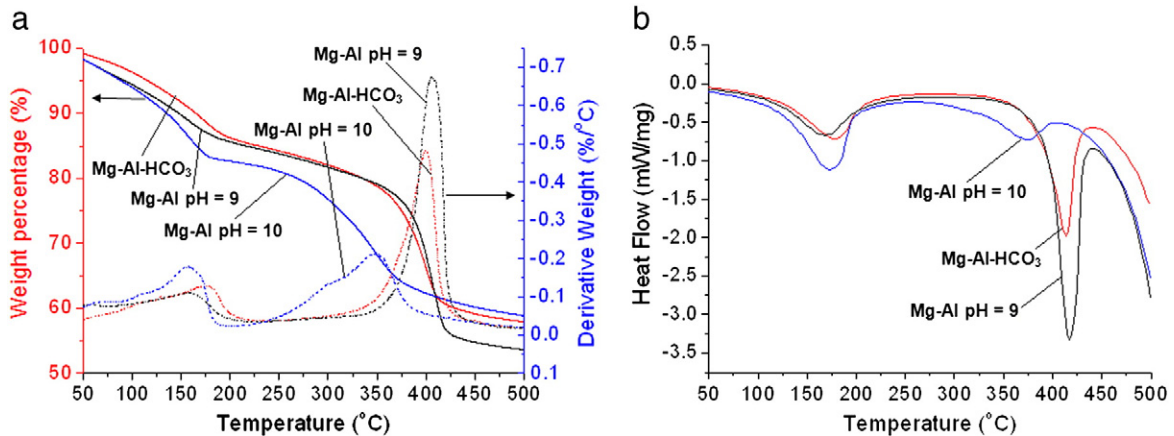 a
100
90
80
70
60
50
Weight percentage (%)
50 100 150 200 250 300 350 400 450 500
Temperature (°C)
-0.7
-0.6
-0.5
-0.4
-0.3
-0.2
-0.1
0.0
0.1
Derivative Weight (%/°C)
Mg-Al pH = 9
Mg-Al-HCO₃
Mg-Al pH = 10
Mg-Al-HCO₃
Mg-Al pH = 9
Mg-Al pH = 10
b
0.5
0.0
-0.5
-1.0
-1.5
-2.0
-2.5
-3.0
-3.5
Heat Flow (mW/mg)
50 100 150 200 250 300 350 400 450 500
Temperature (°C)
Mg-Al pH = 10
Mg-Al-HCO₃
Mg-Al pH = 9